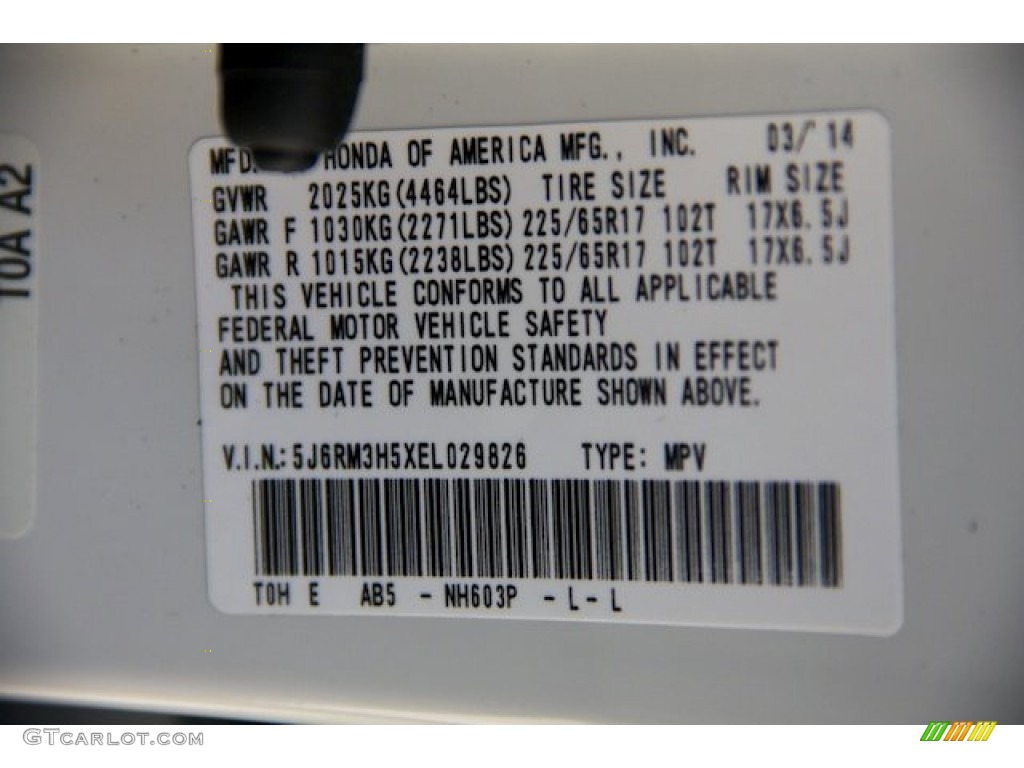 MFD. HONDA OF AMERICA MFG., INC. 03/ 14
GVWR 2025KG(4464LBS) TIRE SIZE RIM SIZE
GAWR F 1030KG(2271LBS) 225/65R17 102T 17X6.5J
GAWR R 1015KG(2238LBS) 225/65R17 102T 17X6.5J
THIS VEHICLE CONFORMS TO ALL APPLICABLE
FEDERAL MOTOR VEHICLE SAFETY
AND THEFT PREVENTION STANDARDS IN EFFECT
ON THE DATE OF MANUFACTURE SHOWN ABOVE.
V.I.N.: 5J6RM3H5XEL029826 TYPE: MPV
T0H E AB5 - NH603P - L - L
T0A A2
GTCARLOT.COM